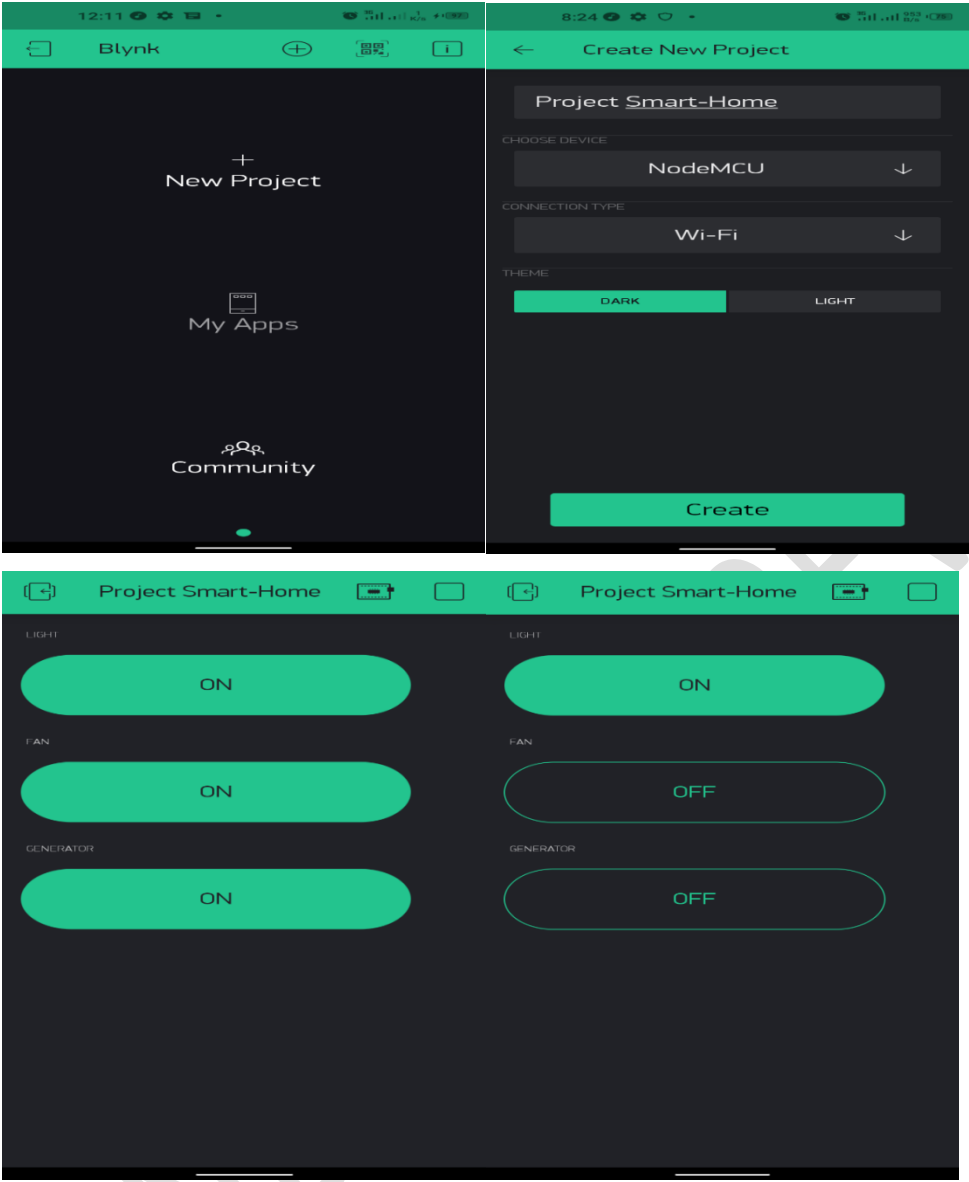 12:11
Blynk
New Project
My Apps
Community
8:24
Create New Project
Project Smart-Home
CHOOSE DEVICE
NodeMCU
CONNECTION TYPE
Wi-Fi
THEME
DARK LIGHT
Create
Project Smart-Home
LIGHT
ON
FAN
ON
GENERATOR
ON
Project Smart-Home
LIGHT
ON
FAN
OFF
GENERATOR
OFF